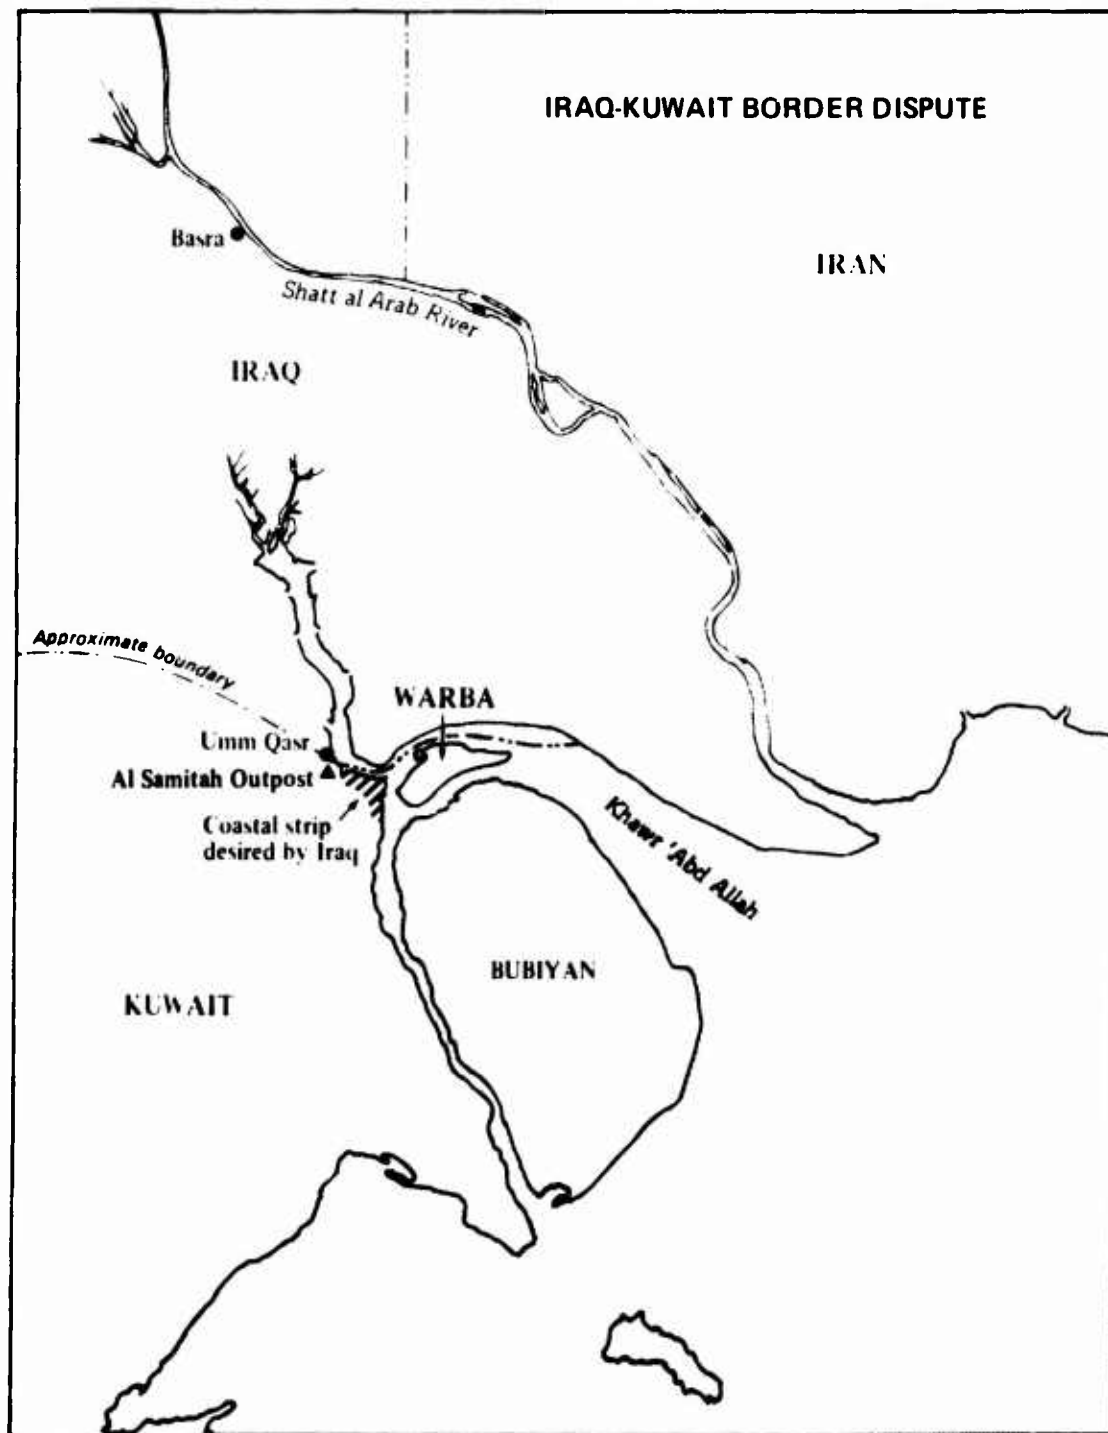 IRAQ-KUWAIT BORDER DISPUTE
Basra
IRAN
Shatt al Arab River
IRAQ
Approximate boundary
WARBA
Umm Qasr
Al Samitah Outpost
Coastal strip
desired by Iraq
Khawr 'Abd Allah
BUBIYAN
KUWAIT